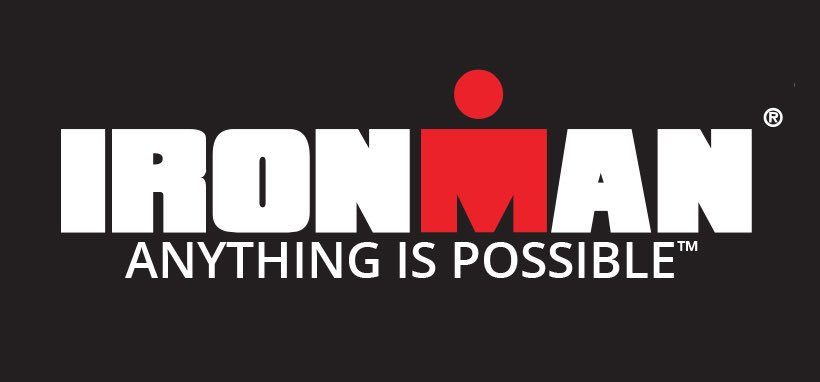 IRONMAN®
ANYTHING IS POSSIBLE™